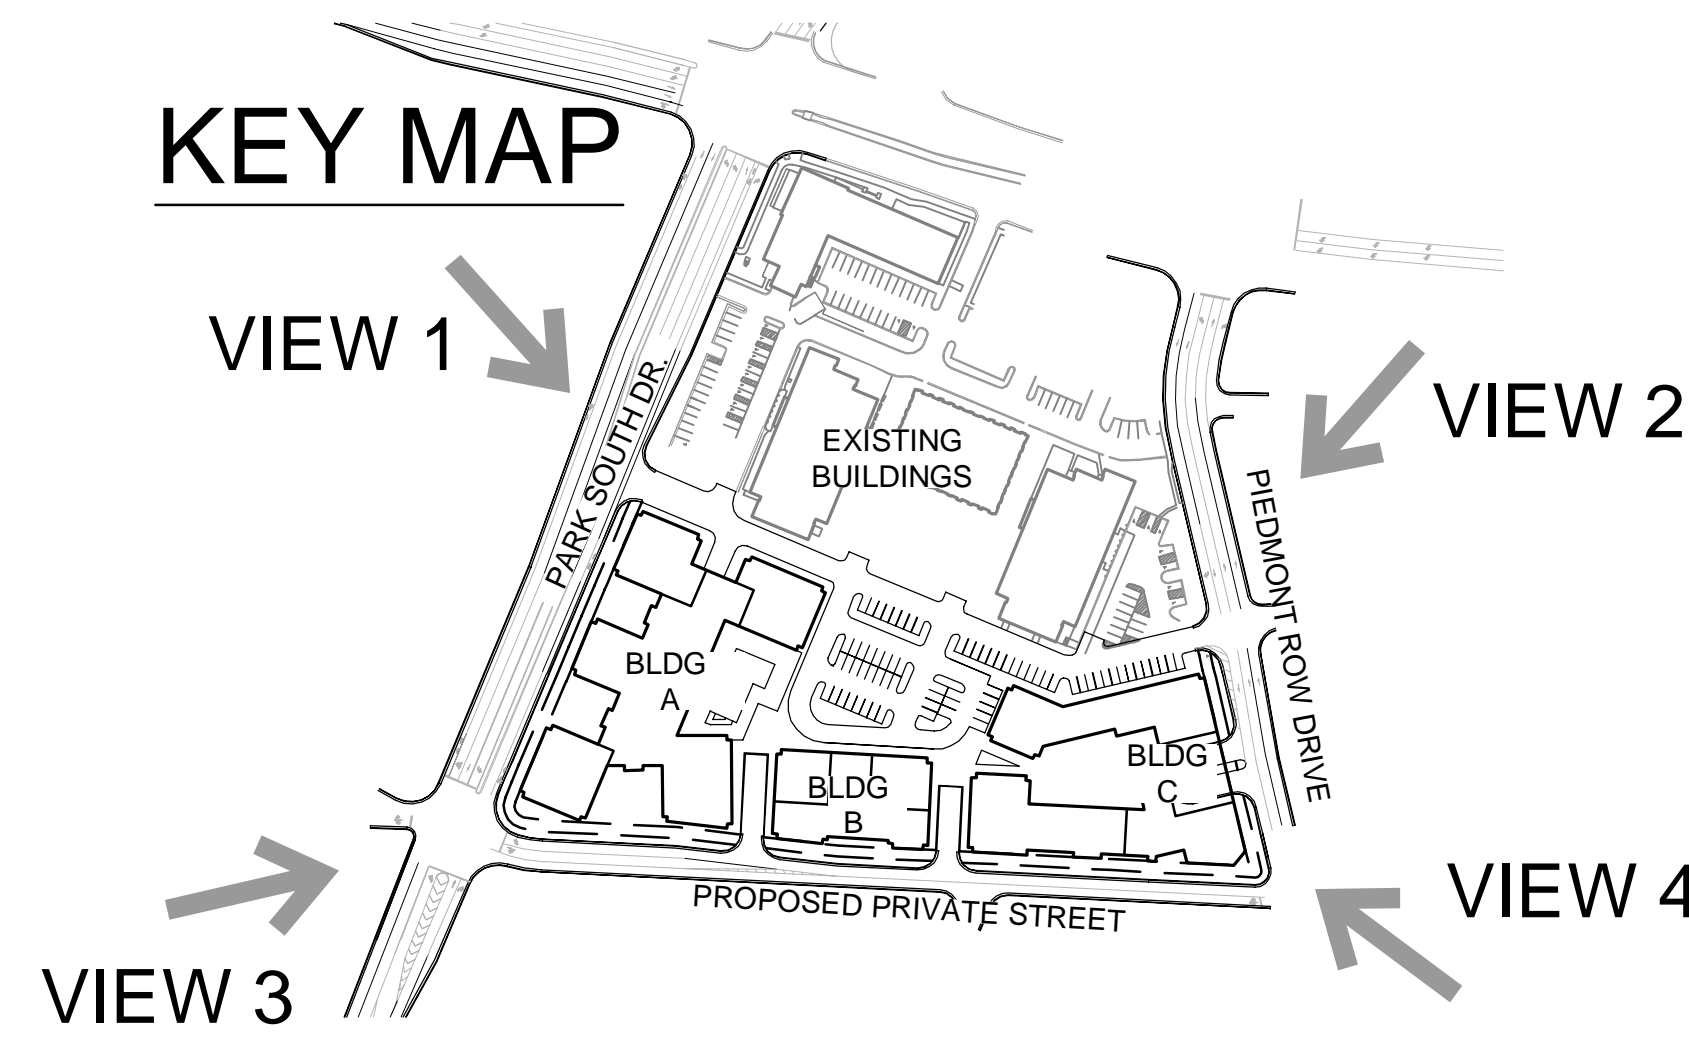 KEY MAP
VIEW 1
VIEW 2
PARK SOUTH DR.
EXISTING
BUILDINGS
PIEDMONT ROW DRIVE
BLDG
A
BLDG
B
BLDG
C
PROPOSED PRIVATE STREET
VIEW 3
VIEW 4